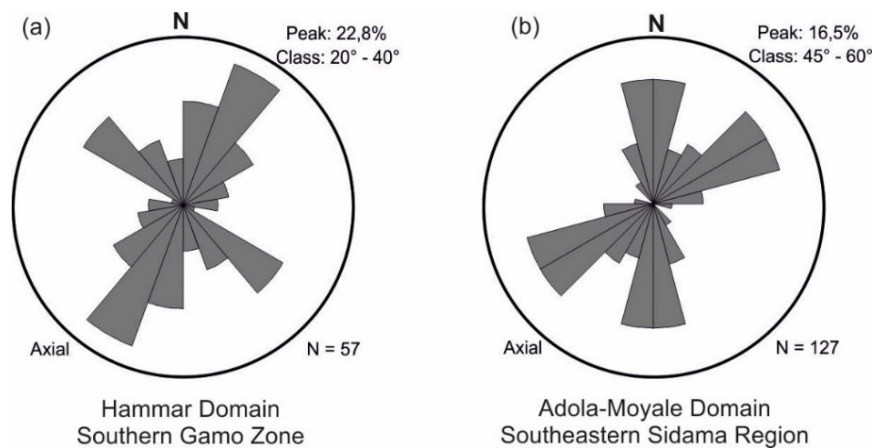 (a)
N
Peak: 22,8%
Class: 20° - 40°
Axial
N = 57
Hammar Domain
Southern Gamo Zone
(b)
N
Peak: 16,5%
Class: 45° - 60°
Axial
N = 127
Adola-Moyale Domain
Southeastern Sidama Region